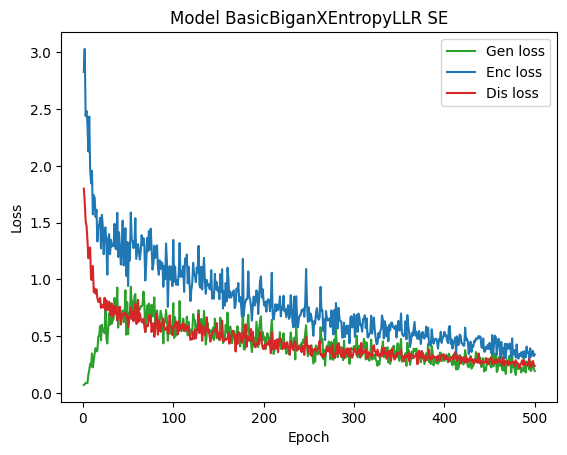 Model BasicBiganXEntropyLLR SE
Gen loss
Enc loss
Dis loss
Loss
3.0
2.5
2.0
1.5
1.0
0.5
0.0
0
100
200
300
400
500
Epoch